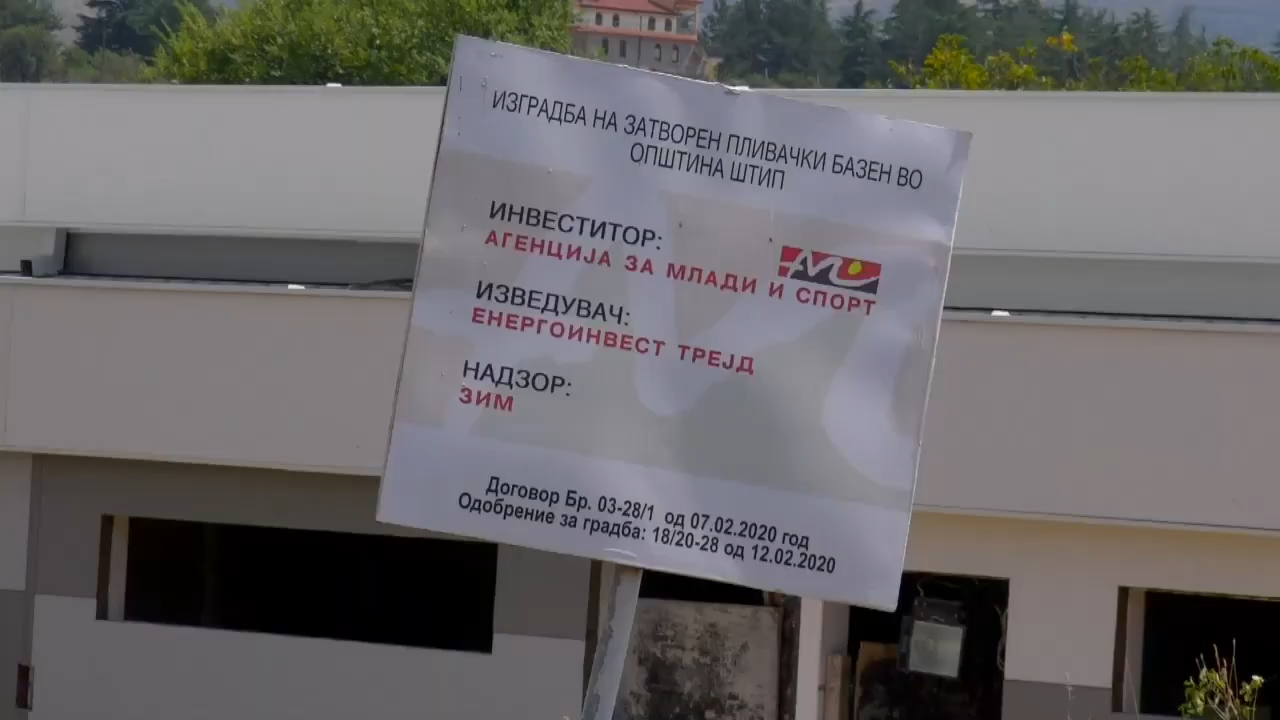 ИЗГРАДБА НА ЗАТВОРЕН ПЛИВАЧКИ БАЗЕН ВО
ОПШТИНА ШТИП
ИНВЕСТИТОР:
АГЕНЦИЈА ЗА МЛАДИ И СПОРТ
ИЗВЕДУВАЧ:
ЕНЕРГОИНВЕСТ ТРЕЈД
НАДЗОР:
ЗИМ
Договор Бр. 03-28/1 од 07.02.2020 год
Одобрение за градба: 18/20-28 од 12.02.2020